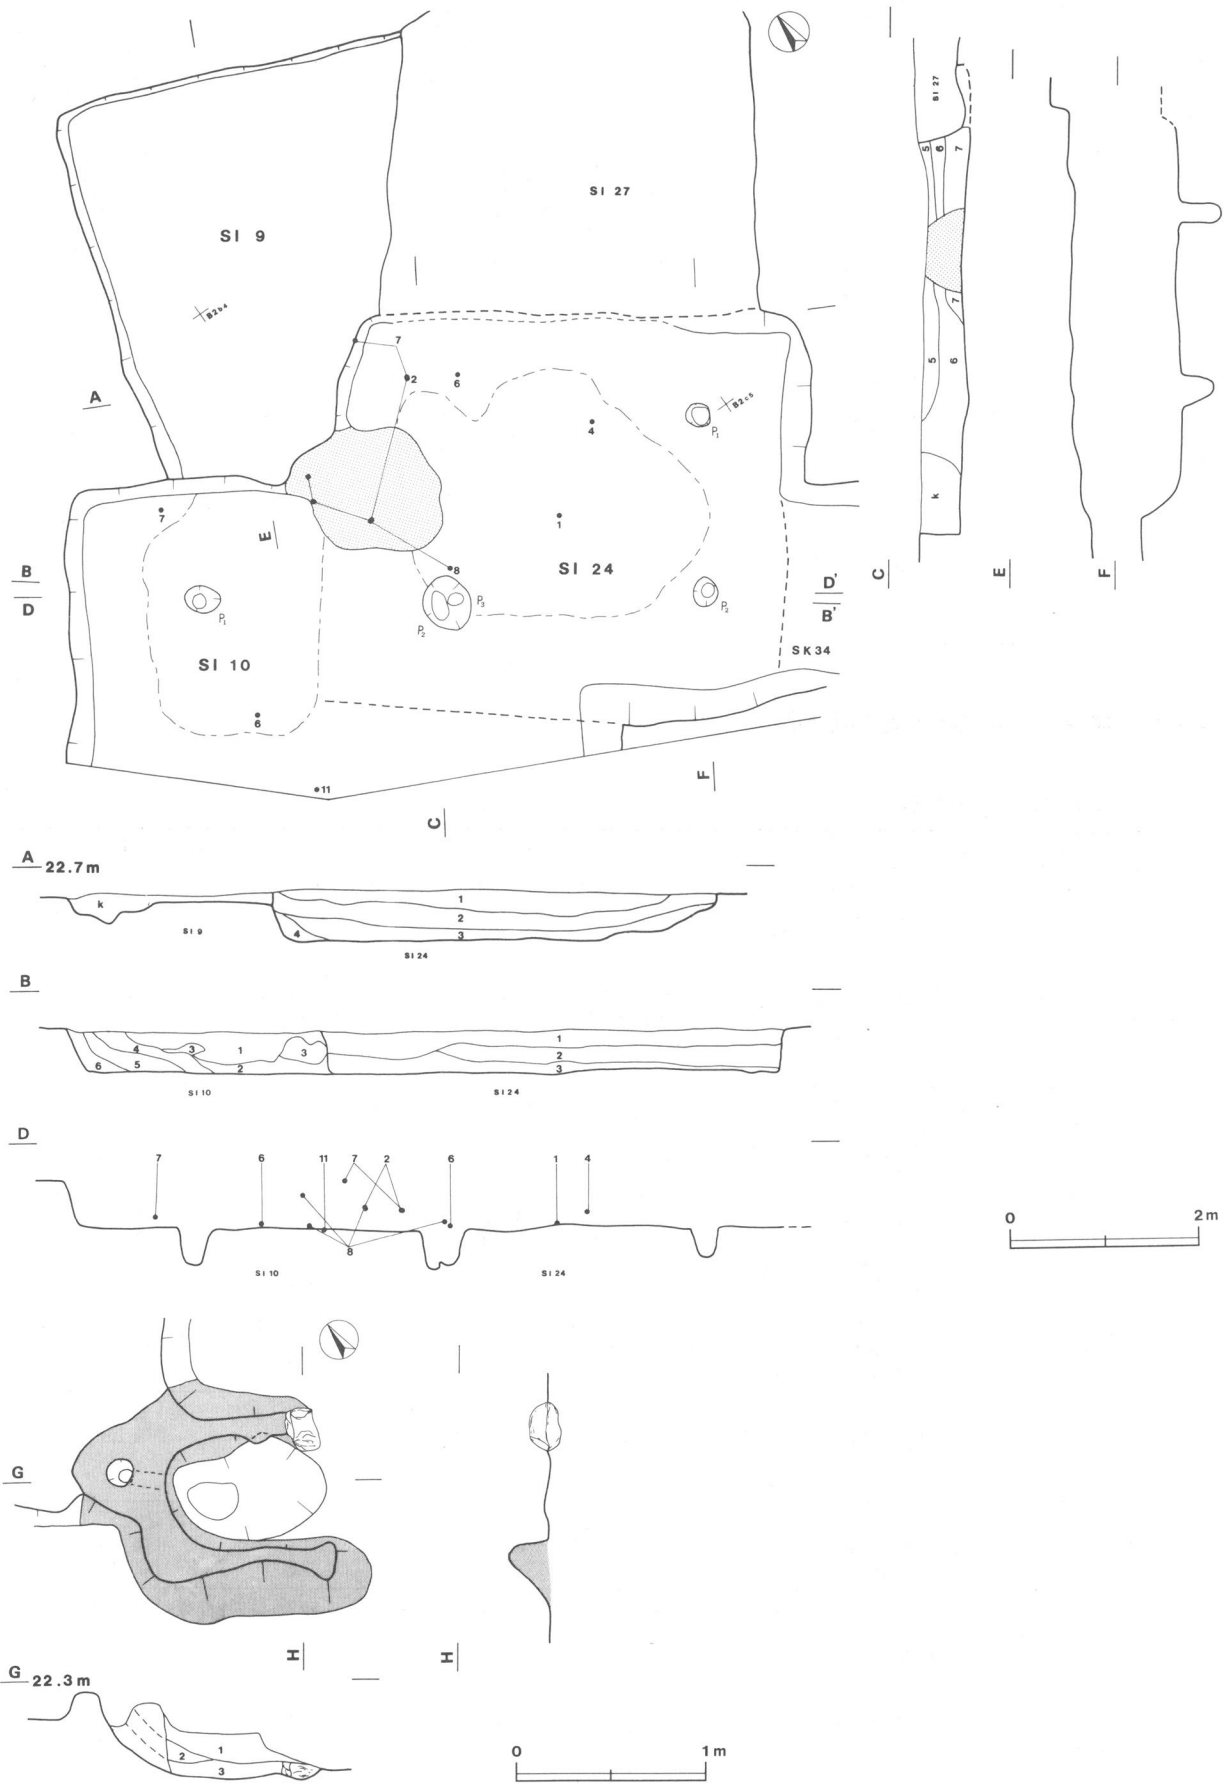 SI 27
SI 27
5 6 7
SI 9
B2b4
7
7
2
6
5 6
A
B2c5
4
P1
k
7
1
E
8
SI 24
C E F
B
D
D'
B'
P1
P3
P2
P2
SI 10
SK34
6
F
11
C
A 22.7m
k
1
2
SI 9
4
3
SI 24
B
4 3 1 3
1
2
6 5 2
3
SI 10
SI 24
D
7 6 11 7 2 6 1 4
8
SI 10
SI 24
0 2m
G
H H
G 22.3m
1
2
3
0 1m